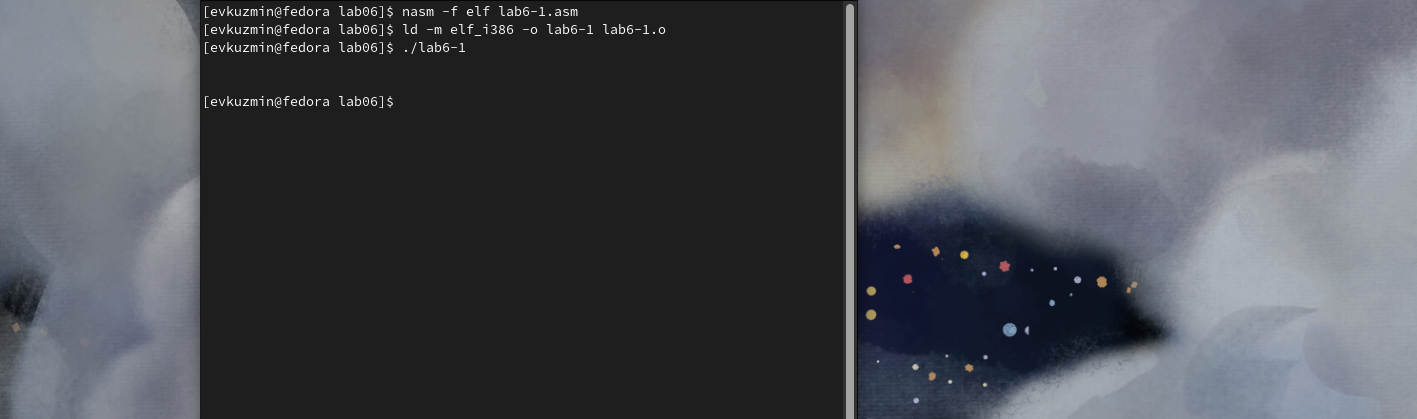 [evkuzmin@fedora lab06]$ nasm -f elf lab6-1.asm
[evkuzmin@fedora lab06]$ ld -m elf_i386 -o lab6-1 lab6-1.o
[evkuzmin@fedora lab06]$ ./lab6-1
[evkuzmin@fedora lab06]$